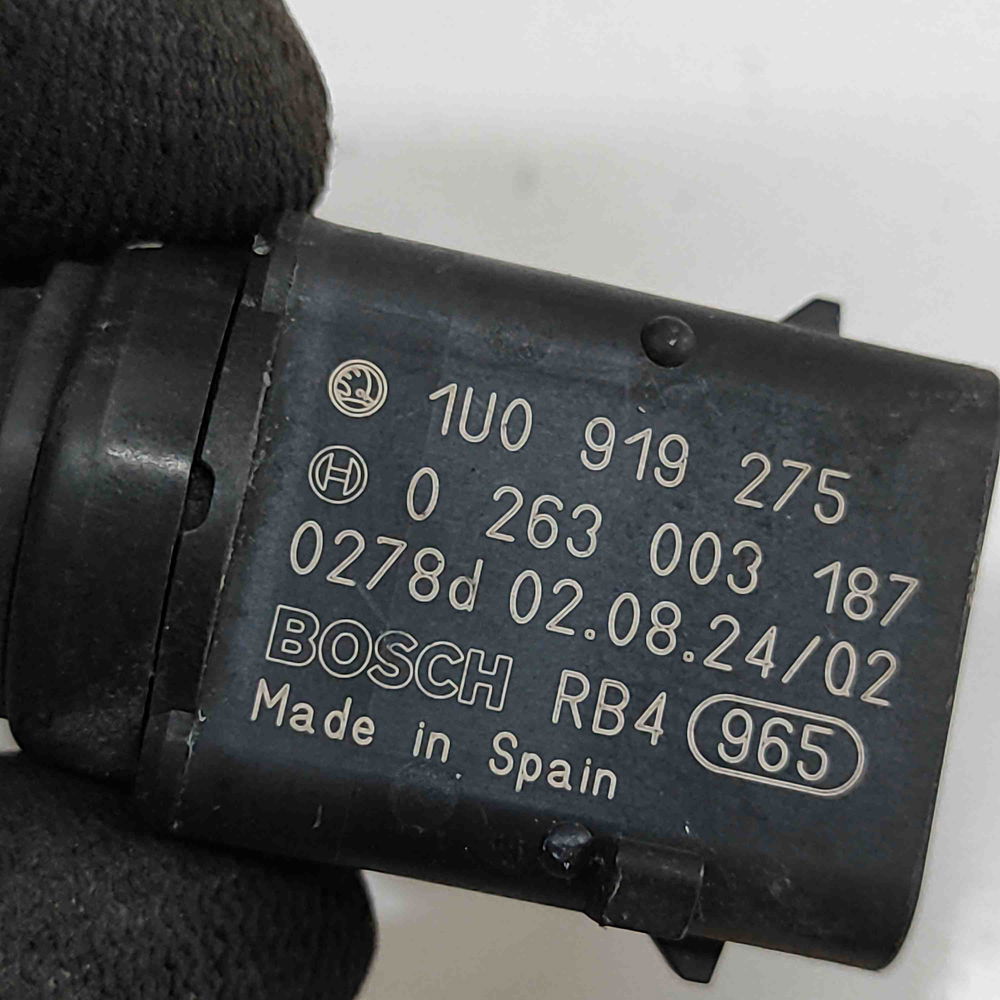 1U0 919 275
0 263 003 187
0278d 02.08.24/02
BOSCH RB4 965
Made in Spain